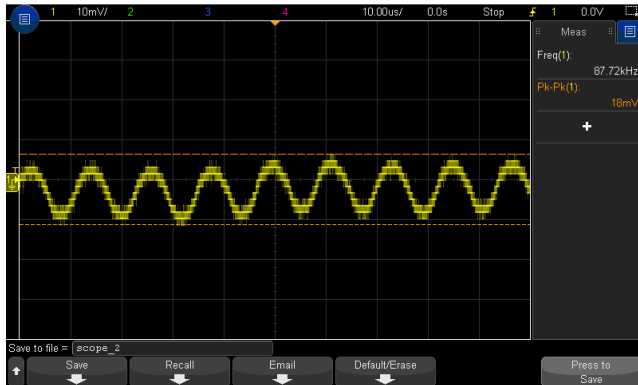 1 10mV/ 2 3 4 10.00us/ 0.0s Stop 1 0.0V
Meas
Freq(1):
87.72kHz
Pk-Pk(1):
18mV
+
Save to file = scope_2
Save Recall Email Default/Erase Press to
Save